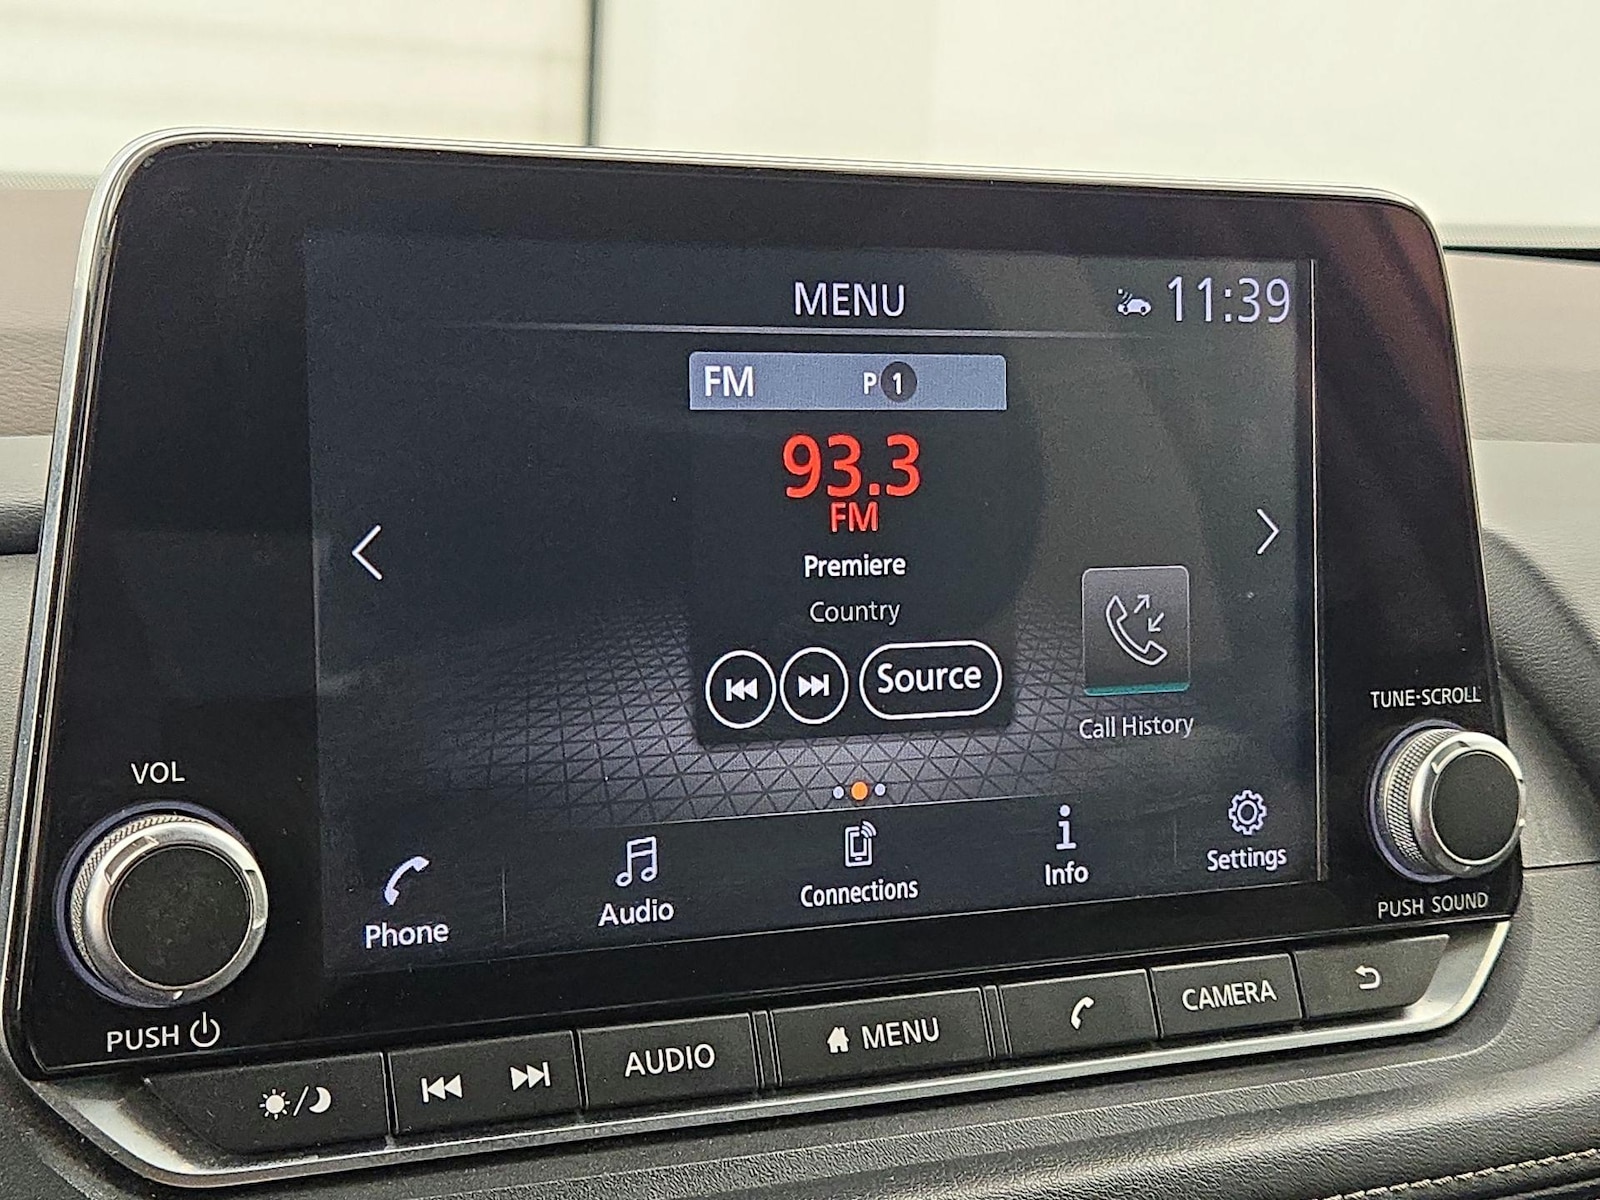 MENU
11:39
FM P 1
93.3
FM
Premiere
Country
Source
Call History
Phone
Audio
Connections
Info
Settings
VOL
PUSH
TUNE-SCROLL
PUSH SOUND
AUDIO
MENU
CAMERA